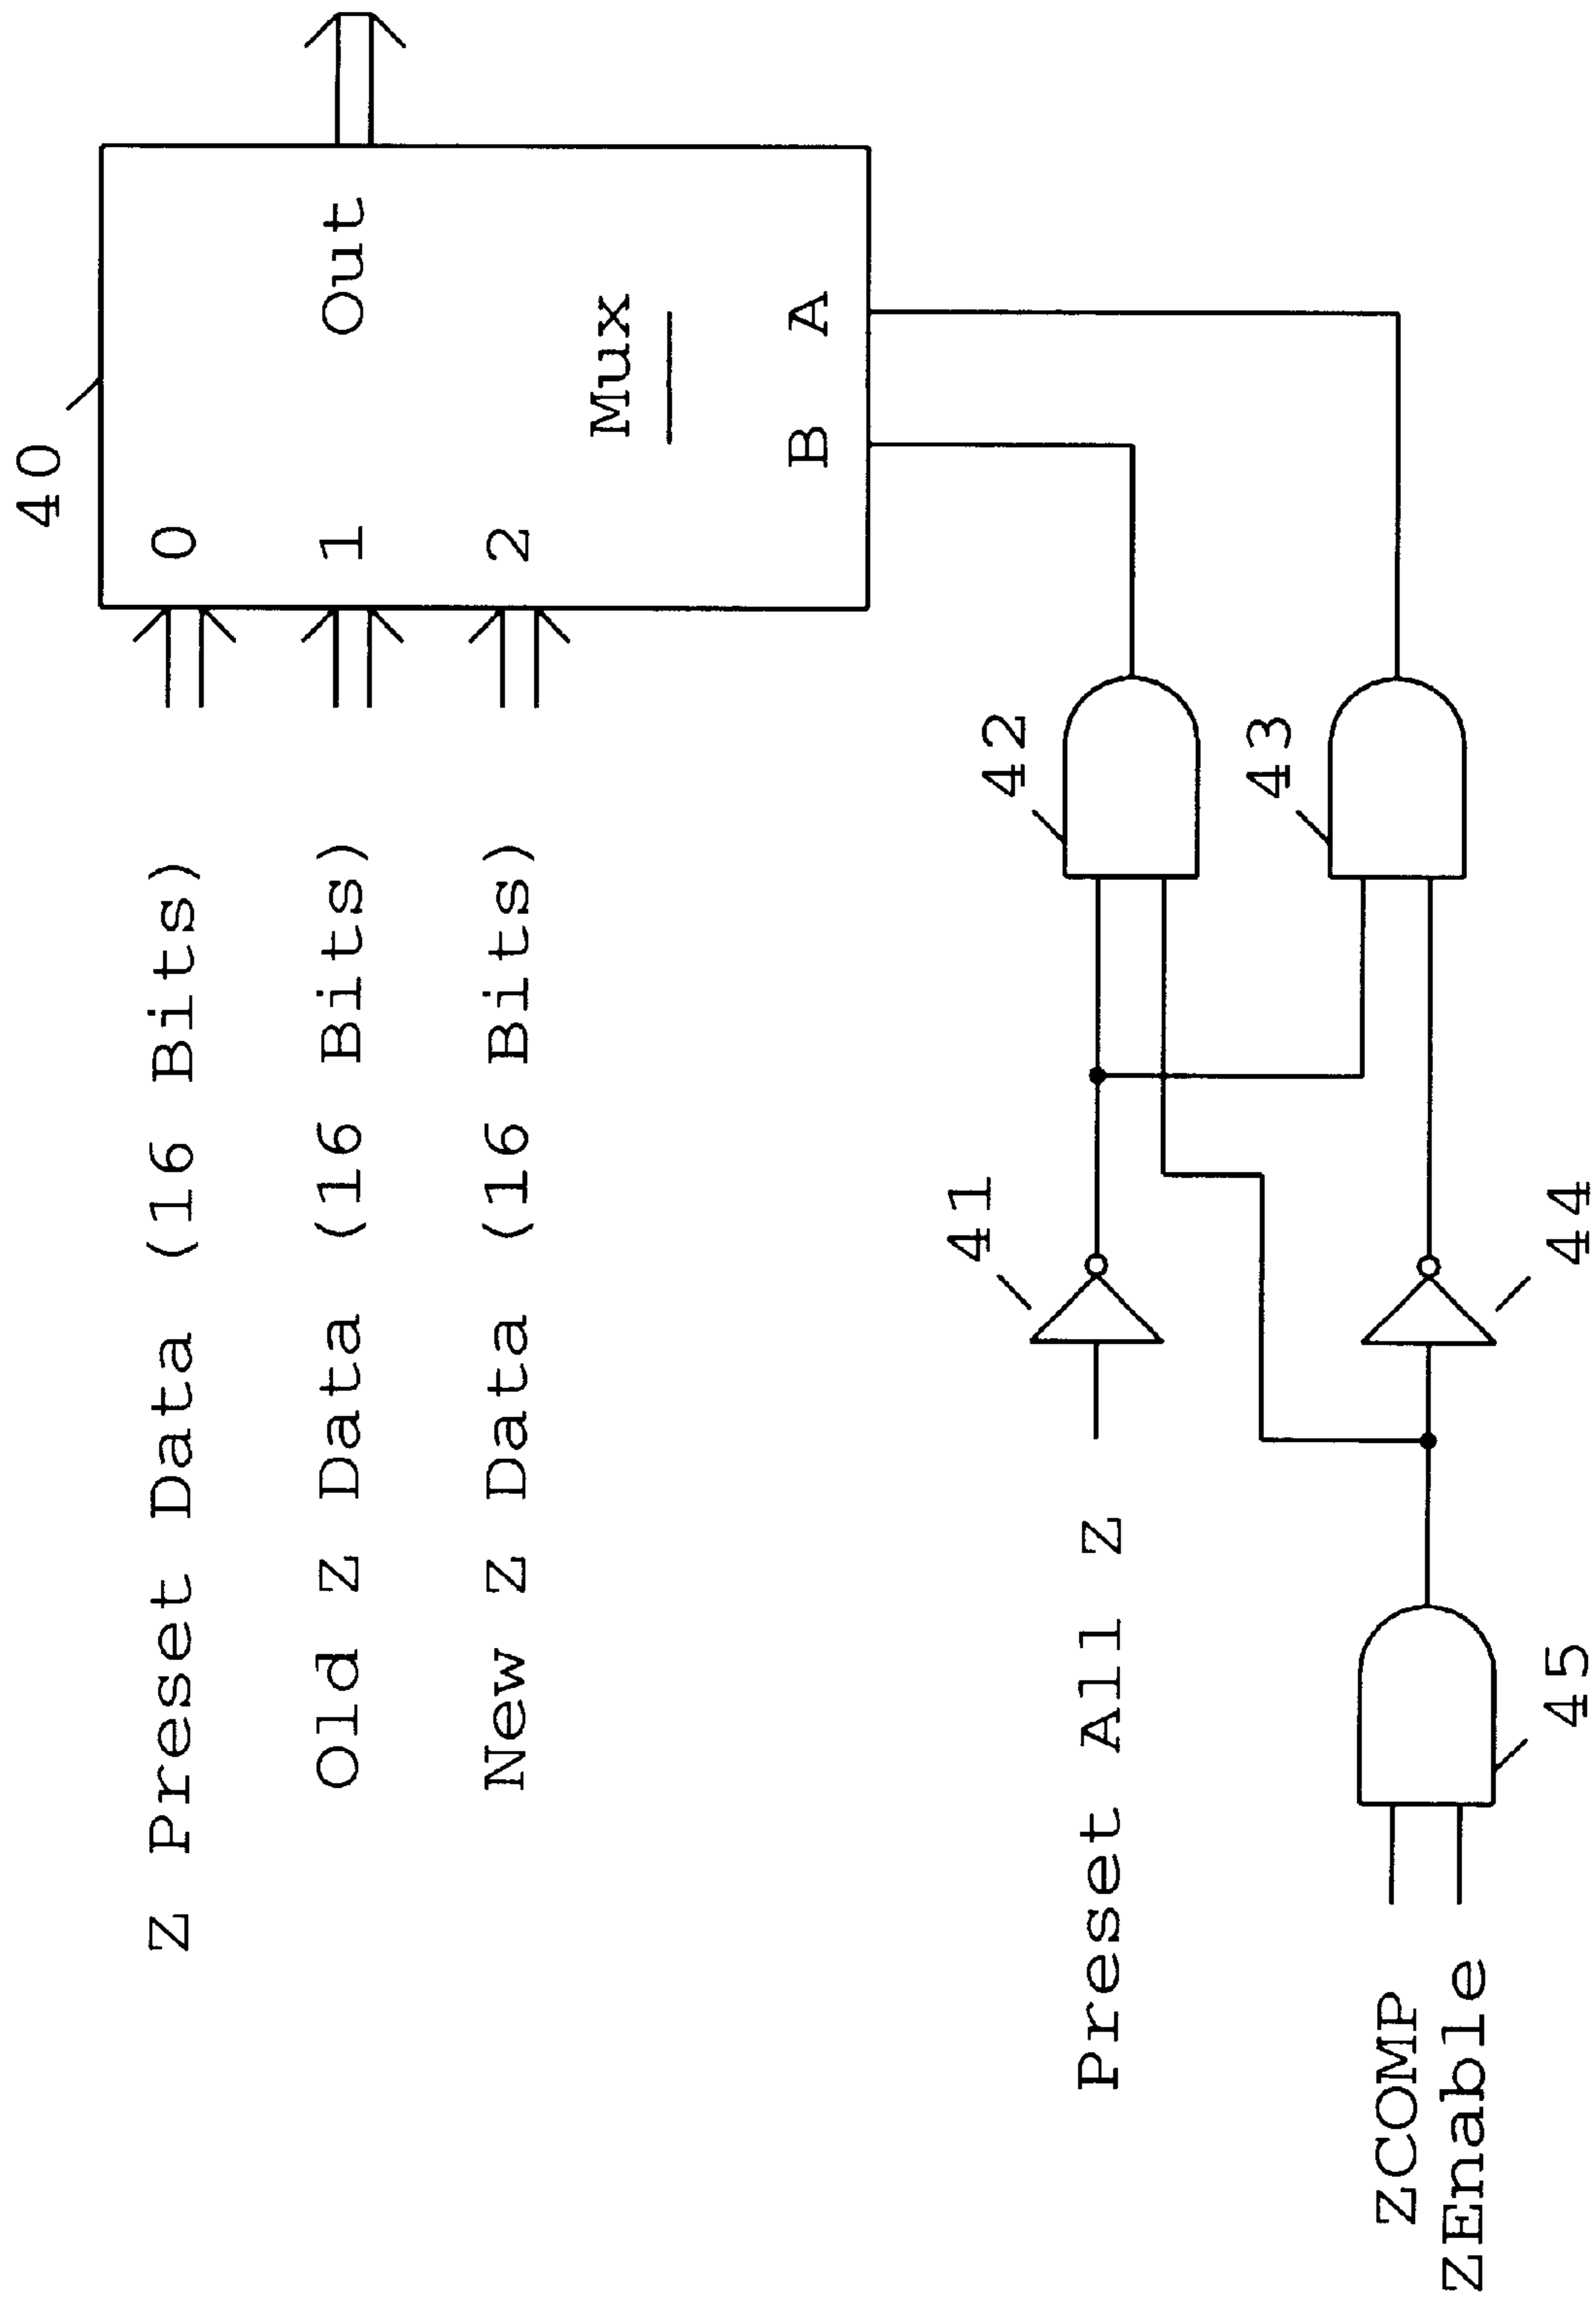 40
Z Preset Data (16 Bits)
0
Old Z Data (16 Bits)
1
Out
New Z Data (16 Bits)
2
Mux
B A
Preset All Z
41
42
43
ZCOMP
ZEnable
45
44